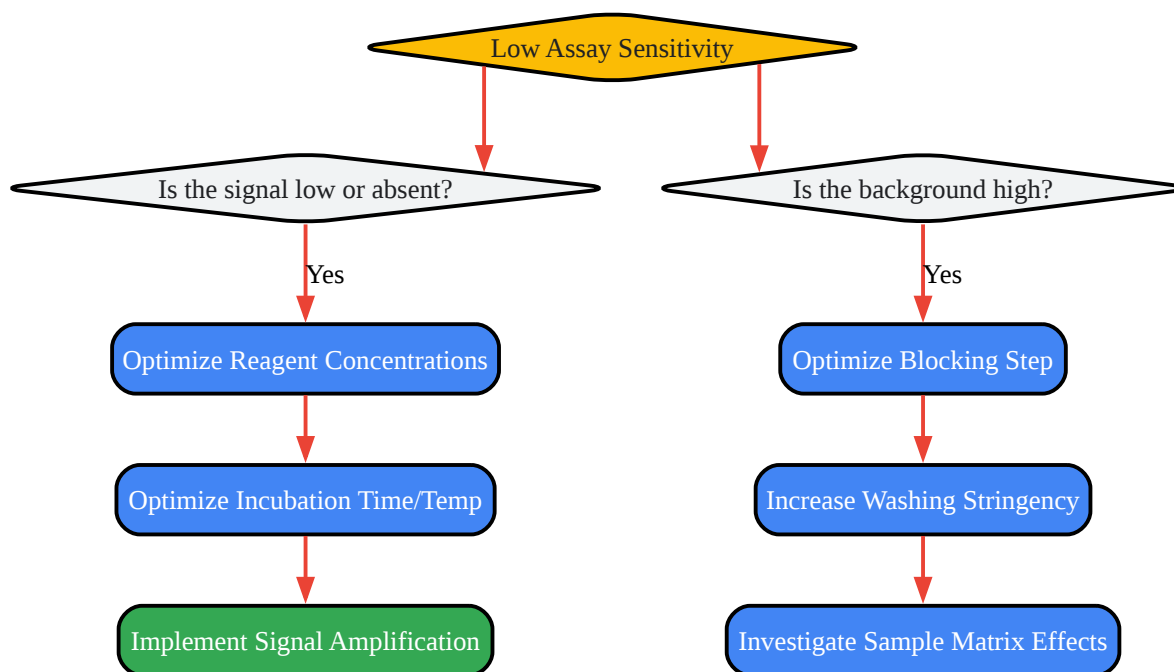 Low Assay Sensitivity
Is the signal low or absent?
Is the background high?
Yes
Yes
Optimize Reagent Concentrations
Optimize Blocking Step
Optimize Incubation Time/Temp
Increase Washing Stringency
Implement Signal Amplification
Investigate Sample Matrix Effects